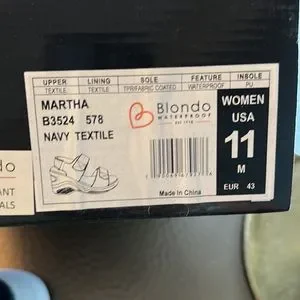 UPPER LINING SOLE FEATURE INSOLE
TEXTILE TEXTILE TPR/FABRIC COATED WATERPROOF PU
MARTHA
B3524 578
NAVY TEXTILE
Blondo
WATERPROOF
WOMEN
USA
11
M
EUR 43
Made in China
ndo
ANT
ALS